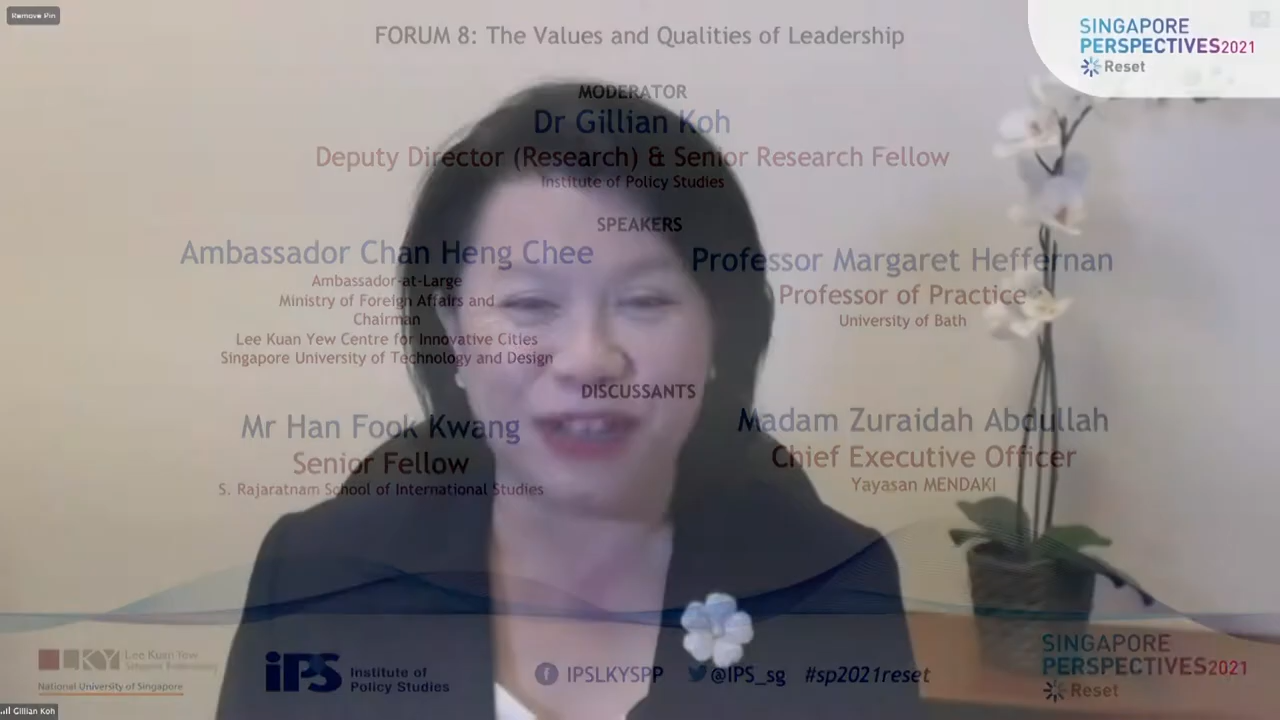 Remove Pin
SINGAPORE
PERSPECTIVES2021
Reset
FORUM 8: The Values and Qualities of Leadership
MODERATOR
Dr Gillian Koh
Deputy Director (Research) & Senior Research Fellow
Institute of Policy Studies
SPEAKERS
Ambassador Chan Heng Chee
Ambassador-at-Large
Ministry of Foreign Affairs and
Chairman
Lee Kuan Yew Centre for Innovative Cities
Singapore University of Technology and Design
Professor Margaret Heffernan
Professor of Practice
University of Bath
DISCUSSANTS
Mr Han Fook Kwang
Senior Fellow
S. Rajaratnam School of International Studies
Madam Zuraidah Abdullah
Chief Executive Officer
Yayasan MENDAKI
LKY
Lee Kuan Yew
National University of Singapore
iPS
Institute of
Policy Studies
IPSLKYSPP
@IPS_sg
#sp2021reset
SINGAPORE
PERSPECTIVES2021
Reset
Gillian Koh